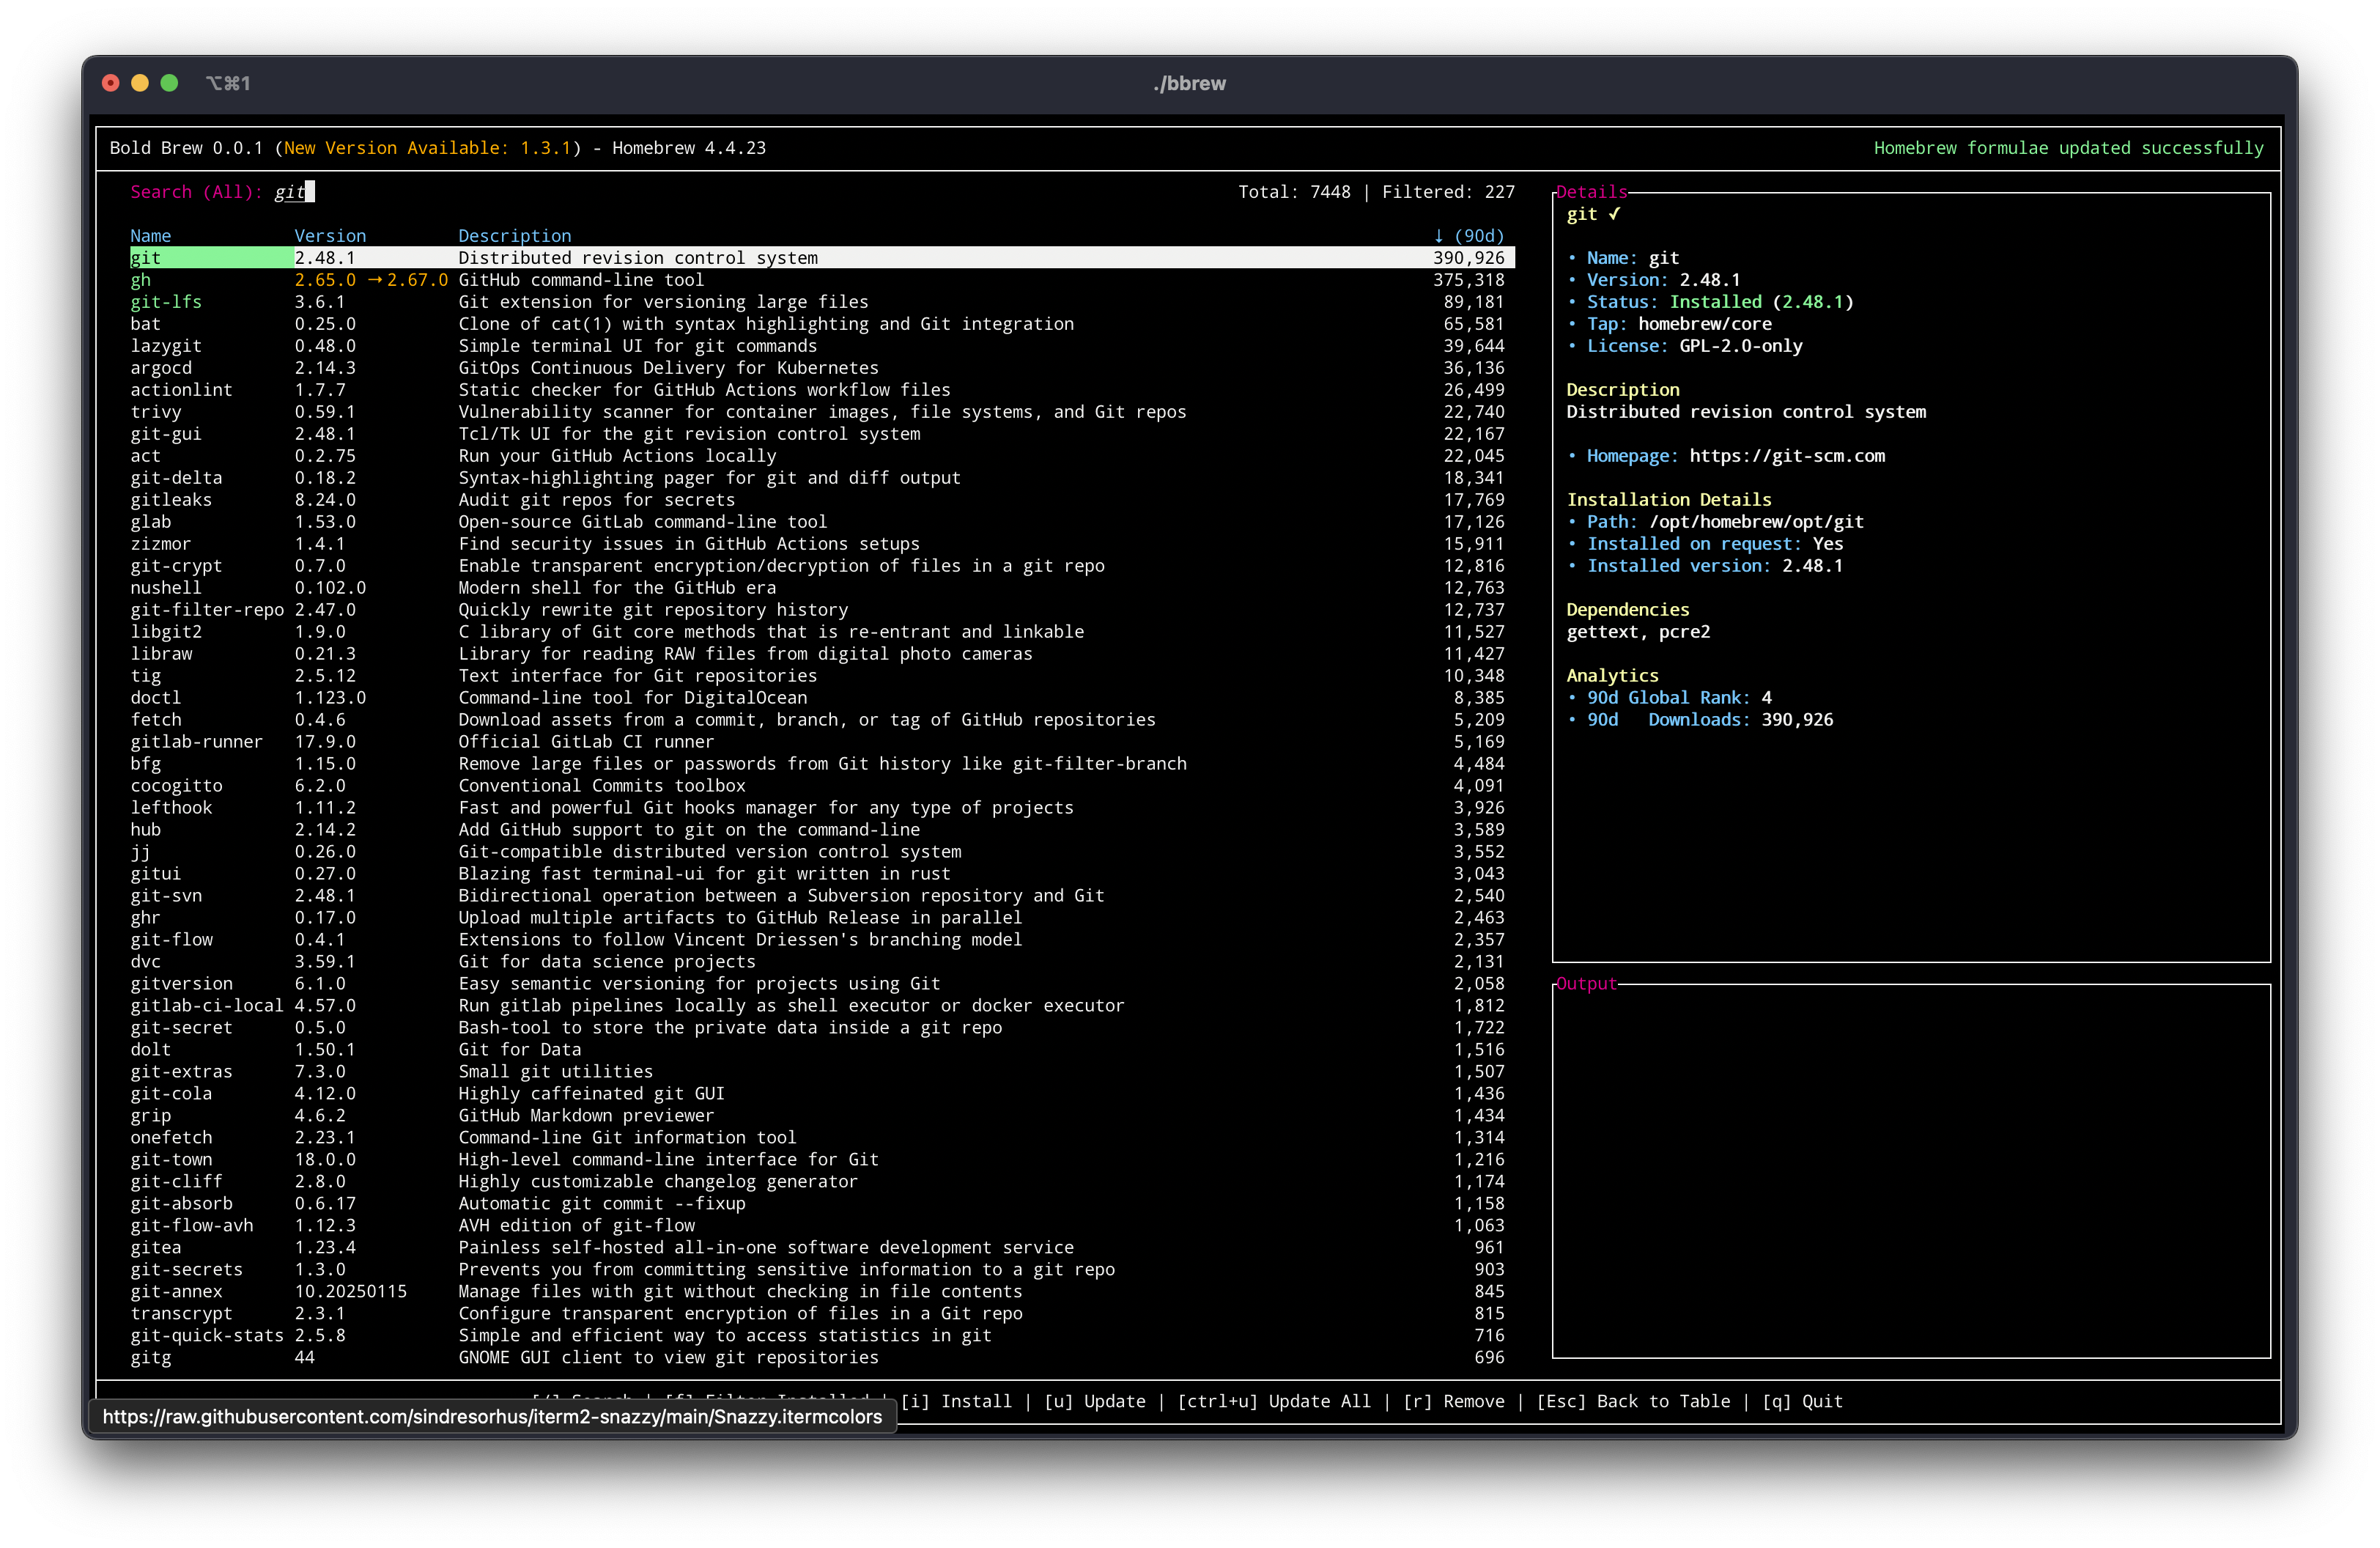 ⌥⌘1
./bbrew
Bold Brew 0.0.1 (New Version Available: 1.3.1) - Homebrew 4.4.23
Homebrew formulae updated successfully
Search (All): git
Total: 7448 | Filtered: 227
Name Version Description ↓ (90d)
git 2.48.1 Distributed revision control system 390,926
gh 2.65.0 →2.67.0 GitHub command-line tool 375,318
git-lfs 3.6.1 Git extension for versioning large files 89,181
bat 0.25.0 Clone of cat(1) with syntax highlighting and Git integration 65,581
lazygit 0.48.0 Simple terminal UI for git commands 39,644
argocd 2.14.3 GitOps Continuous Delivery for Kubernetes 36,136
actionlint 1.7.7 Static checker for GitHub Actions workflow files 26,499
trivy 0.59.1 Vulnerability scanner for container images, file systems, and Git repos 22,740
git-gui 2.48.1 Tcl/Tk UI for the git revision control system 22,167
act 0.2.75 Run your GitHub Actions locally 22,045
git-delta 0.18.2 Syntax-highlighting pager for git and diff output 18,341
gitleaks 8.24.0 Audit git repos for secrets 17,769
glab 1.53.0 Open-source GitLab command-line tool 17,126
zizmor 1.4.1 Find security issues in GitHub Actions setups 15,911
git-crypt 0.7.0 Enable transparent encryption/decryption of files in a git repo 12,816
nushell 0.102.0 Modern shell for the GitHub era 12,763
git-filter-repo 2.47.0 Quickly rewrite git repository history 12,737
libgit2 1.9.0 C library of Git core methods that is re-entrant and linkable 11,527
libraw 0.21.3 Library for reading RAW files from digital photo cameras 11,427
tig 2.5.12 Text interface for Git repositories 10,348
doctl 1.123.0 Command-line tool for DigitalOcean 8,385
fetch 0.4.6 Download assets from a commit, branch, or tag of GitHub repositories 5,209
gitlab-runner 17.9.0 Official GitLab CI runner 5,169
bfg 1.15.0 Remove large files or passwords from Git history like git-filter-branch 4,484
cocogitto 6.2.0 Conventional Commits toolbox 4,091
lefthook 1.11.2 Fast and powerful Git hooks manager for any type of projects 3,926
hub 2.14.2 Add GitHub support to git on the command-line 3,589
jj 0.26.0 Git-compatible distributed version control system 3,552
gitui 0.27.0 Blazing fast terminal-ui for git written in rust 3,043
git-svn 2.48.1 Bidirectional operation between a Subversion repository and Git 2,540
ghr 0.17.0 Upload multiple artifacts to GitHub Release in parallel 2,463
git-flow 0.4.1 Extensions to follow Vincent Driessen's branching model 2,357
dvc 3.59.1 Git for data science projects 2,131
gitversion 6.1.0 Easy semantic versioning for projects using Git 2,058
gitlab-ci-local 4.57.0 Run gitlab pipelines locally as shell executor or docker executor 1,812
git-secret 0.5.0 Bash-tool to store the private data inside a git repo 1,722
dolt 1.50.1 Git for Data 1,516
git-extras 7.3.0 Small git utilities 1,507
git-cola 4.12.0 Highly caffeinated git GUI 1,436
grip 4.6.2 GitHub Markdown previewer 1,434
onefetch 2.23.1 Command-line Git information tool 1,314
git-town 18.0.0 High-level command-line interface for Git 1,216
git-cliff 2.8.0 Highly customizable changelog generator 1,174
git-absorb 0.6.17 Automatic git commit --fixup 1,158
git-flow-avh 1.12.3 AVH edition of git-flow 1,063
gitea 1.23.4 Painless self-hosted all-in-one software development service 961
git-secrets 1.3.0 Prevents you from committing sensitive information to a git repo 903
git-annex 10.20250115 Manage files with git without checking in file contents 845
transcrypt 2.3.1 Configure transparent encryption of files in a Git repo 815
git-quick-stats 2.5.8 Simple and efficient way to access statistics in git 716
gitg 44 GNOME GUI client to view git repositories 696
Details
git ✓
• Name: git
• Version: 2.48.1
• Status: Installed (2.48.1)
• Tap: homebrew/core
• License: GPL-2.0-only
Description
Distributed revision control system
• Homepage: https://git-scm.com
Installation Details
• Path: /opt/homebrew/opt/git
• Installed on request: Yes
• Installed version: 2.48.1
Dependencies
gettext, pcre2
Analytics
• 90d Global Rank: 4
• 90d Downloads: 390,926
Output
[/] Search | [f] Filter Installed | [i] Install | [u] Update | [ctrl+u] Update All | [r] Remove | [Esc] Back to Table | [q] Quit
https://raw.githubusercontent.com/sindresorhus/iterm2-snazzy/main/Snazzy.itermcolors